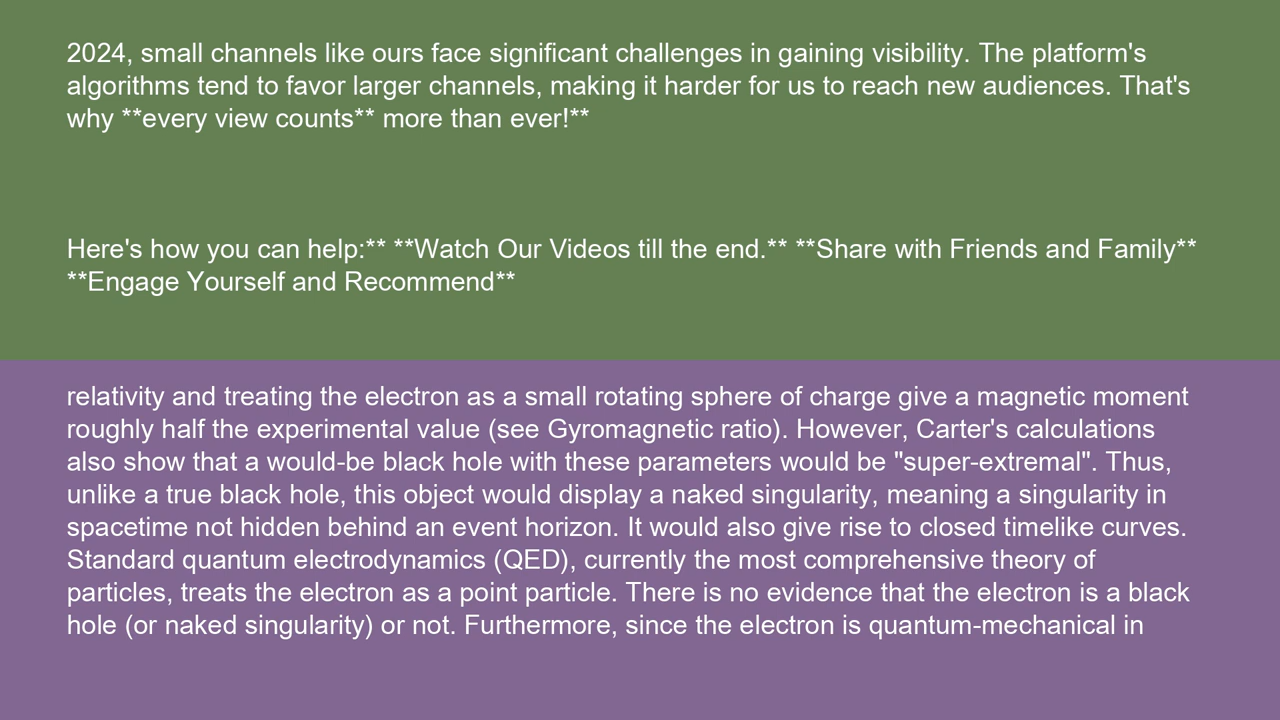 2024, small channels like ours face significant challenges in gaining visibility. The platform's
algorithms tend to favor larger channels, making it harder for us to reach new audiences. That's
why **every view counts** more than ever!**
Here's how you can help:** **Watch Our Videos till the end.** **Share with Friends and Family**
**Engage Yourself and Recommend**
relativity and treating the electron as a small rotating sphere of charge give a magnetic moment
roughly half the experimental value (see Gyromagnetic ratio). However, Carter's calculations
also show that a would-be black hole with these parameters would be "super-extremal". Thus,
unlike a true black hole, this object would display a naked singularity, meaning a singularity in
spacetime not hidden behind an event horizon. It would also give rise to closed timelike curves.
Standard quantum electrodynamics (QED), currently the most comprehensive theory of
particles, treats the electron as a point particle. There is no evidence that the electron is a black
hole (or naked singularity) or not. Furthermore, since the electron is quantum-mechanical in